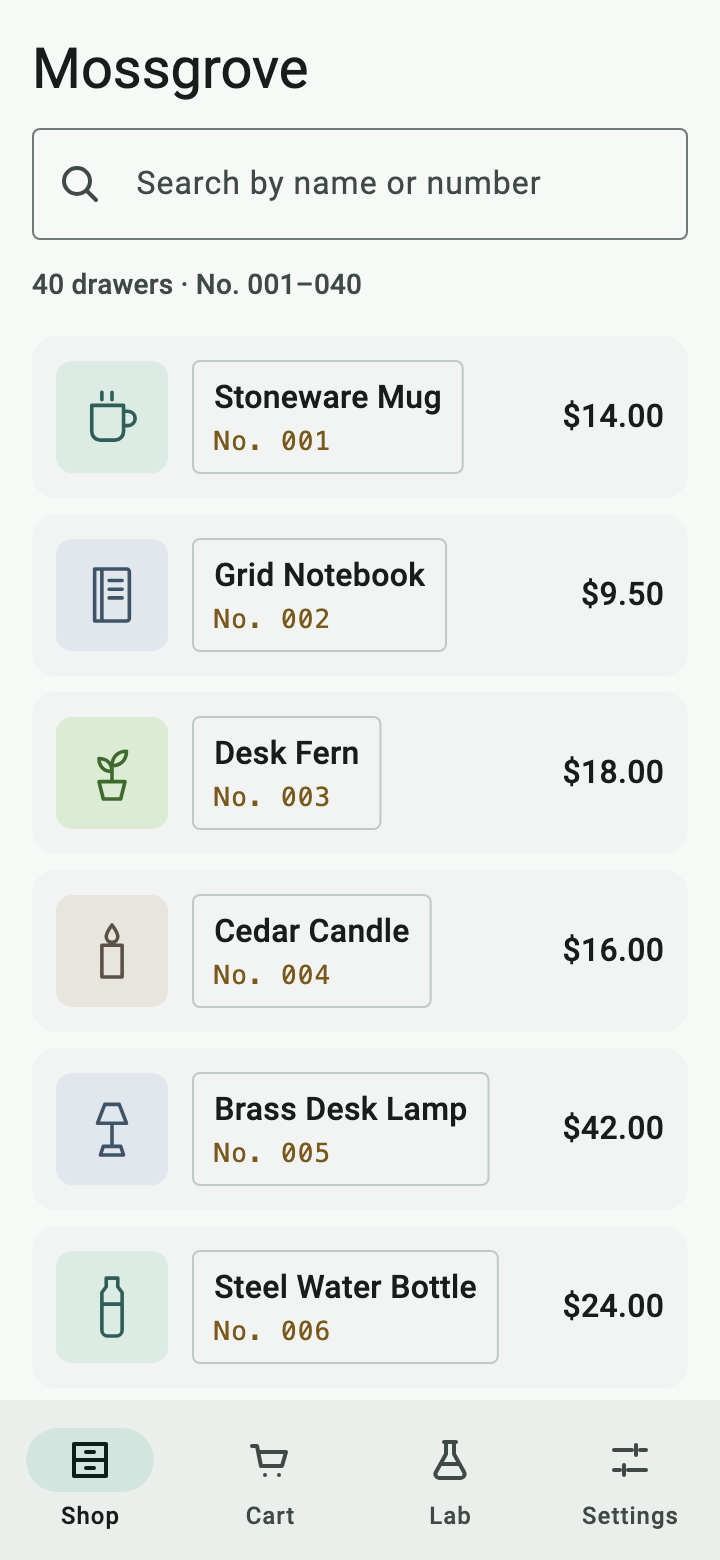 Mossgrove
Search by name or number
40 drawers · No. 001–040
Stoneware Mug
No. 001
$14.00
Grid Notebook
No. 002
$9.50
Desk Fern
No. 003
$18.00
Cedar Candle
No. 004
$16.00
Brass Desk Lamp
No. 005
$42.00
Steel Water Bottle
No. 006
$24.00
Shop
Cart
Lab
Settings